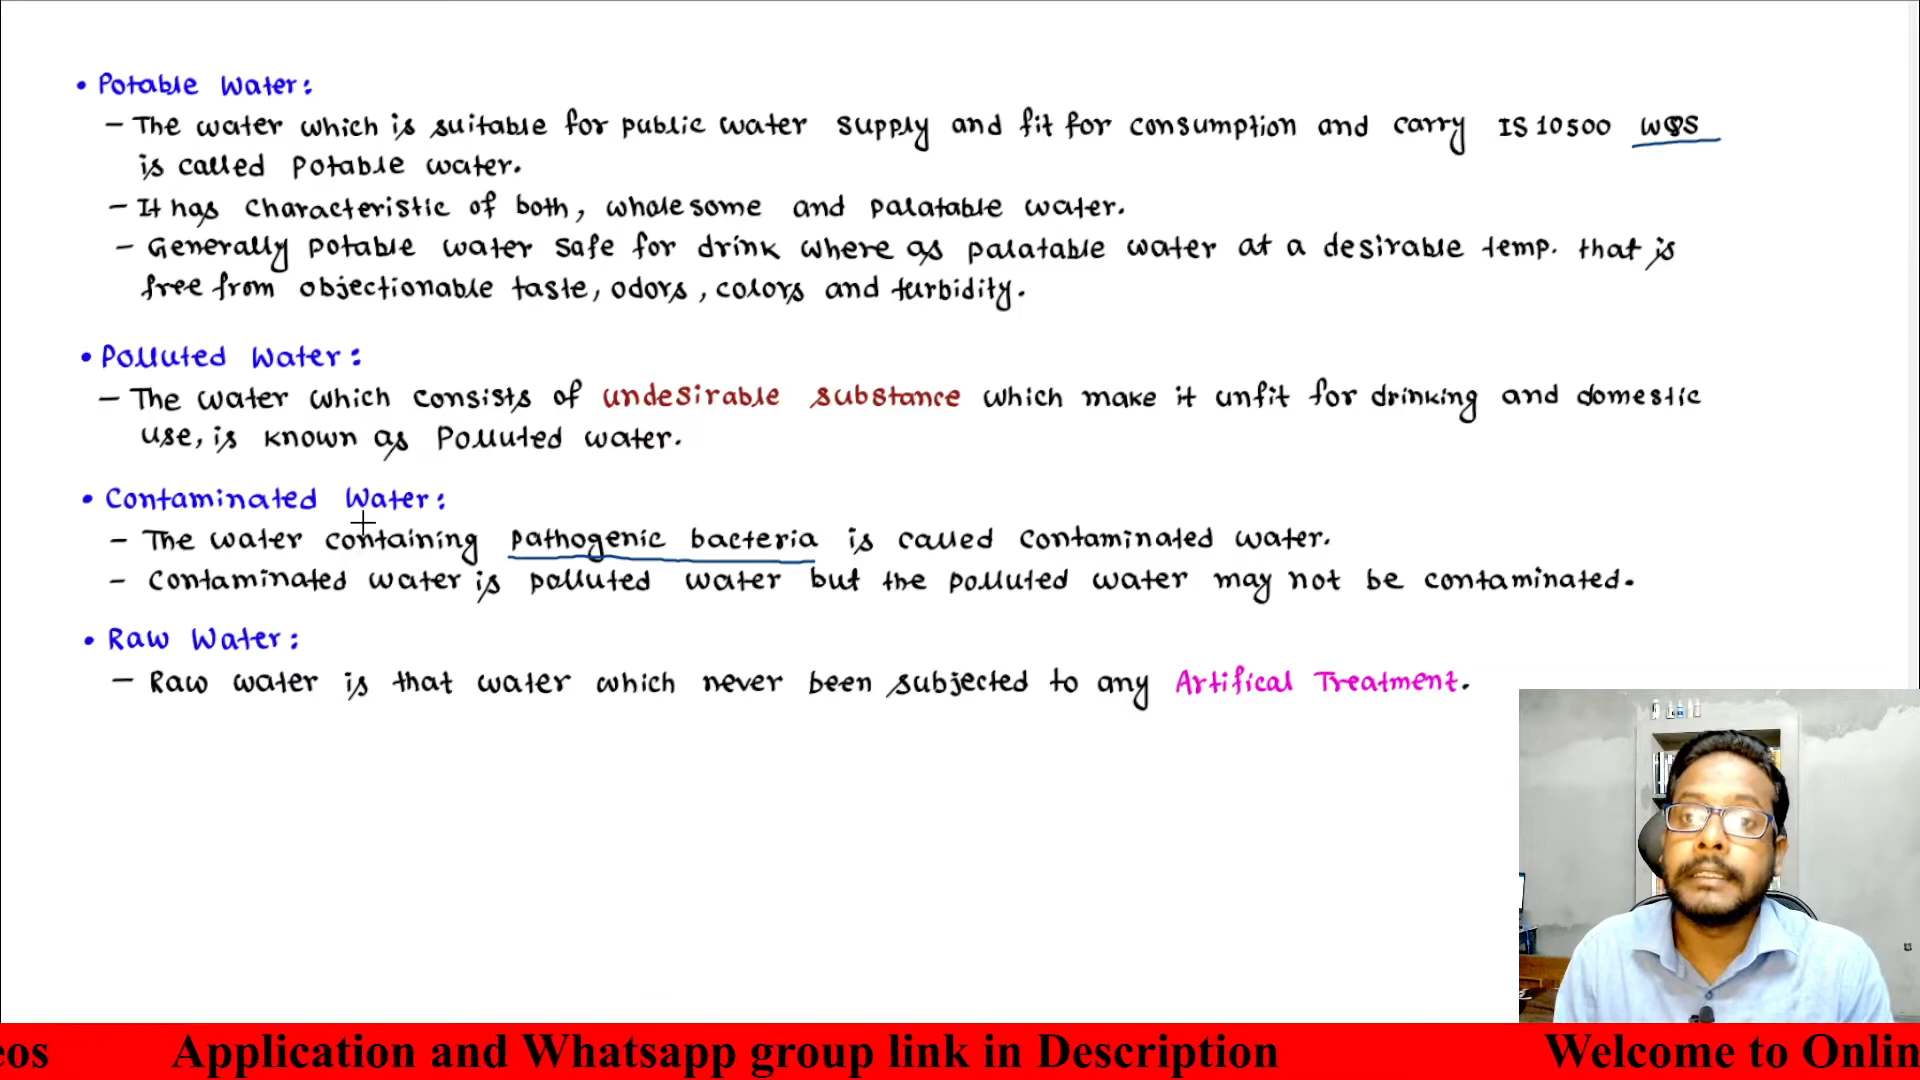 • Potable Water:
– The water which is suitable for public water supply and fit for consumption and carry IS 10500 WQS
is called Potable water.
– It has characteristic of both, wholesome and palatable water.
– Generally potable water safe for drink where as palatable water at a desirable temp. that is
free from objectionable taste, odors, colors and turbidity.
• Polluted Water:
– The water which consists of undesirable substance which make it unfit for drinking and domestic
use, is known as Polluted water.
• Contaminated Water:
– The water containing pathogenic bacteria is called contaminated water.
– Contaminated water is polluted water but the polluted water may not be contaminated.
• Raw Water:
– Raw water is that water which never been subjected to any Artifical Treatment.
eos Application and Whatsapp group link in Description Welcome to Onlin